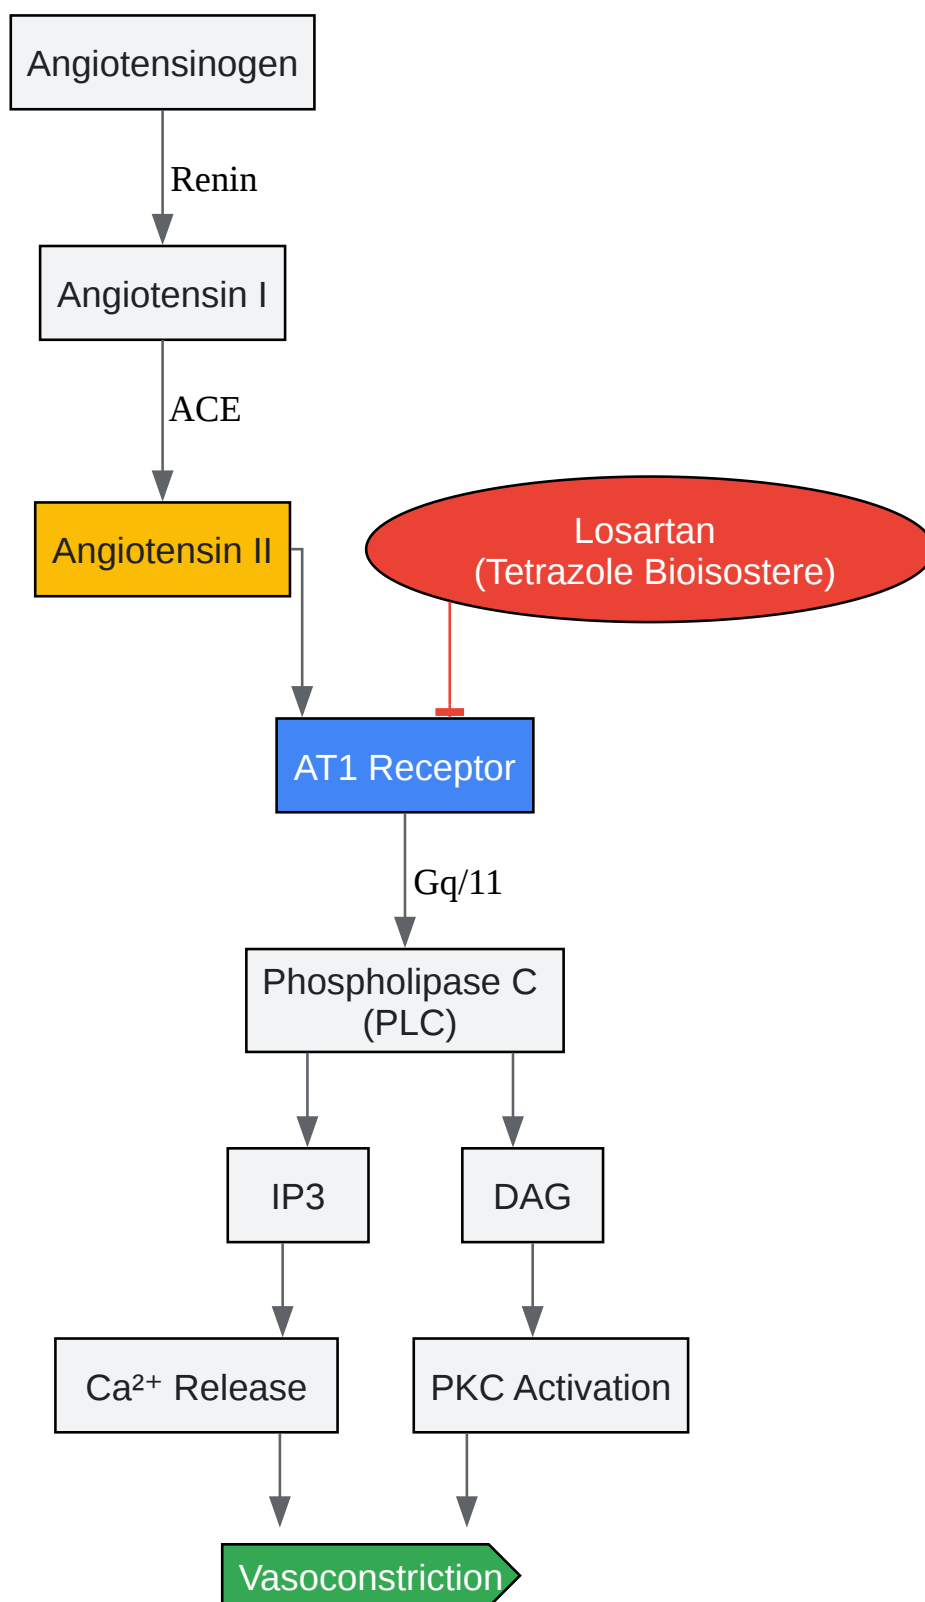 Angiotensinogen
Renin
Angiotensin I
ACE
Angiotensin II
Losartan
(Tetrazole Bioisostere)
AT1 Receptor
Gq/11
Phospholipase C
(PLC)
IP3
DAG
Ca²⁺ Release
PKC Activation
Vasoconstriction